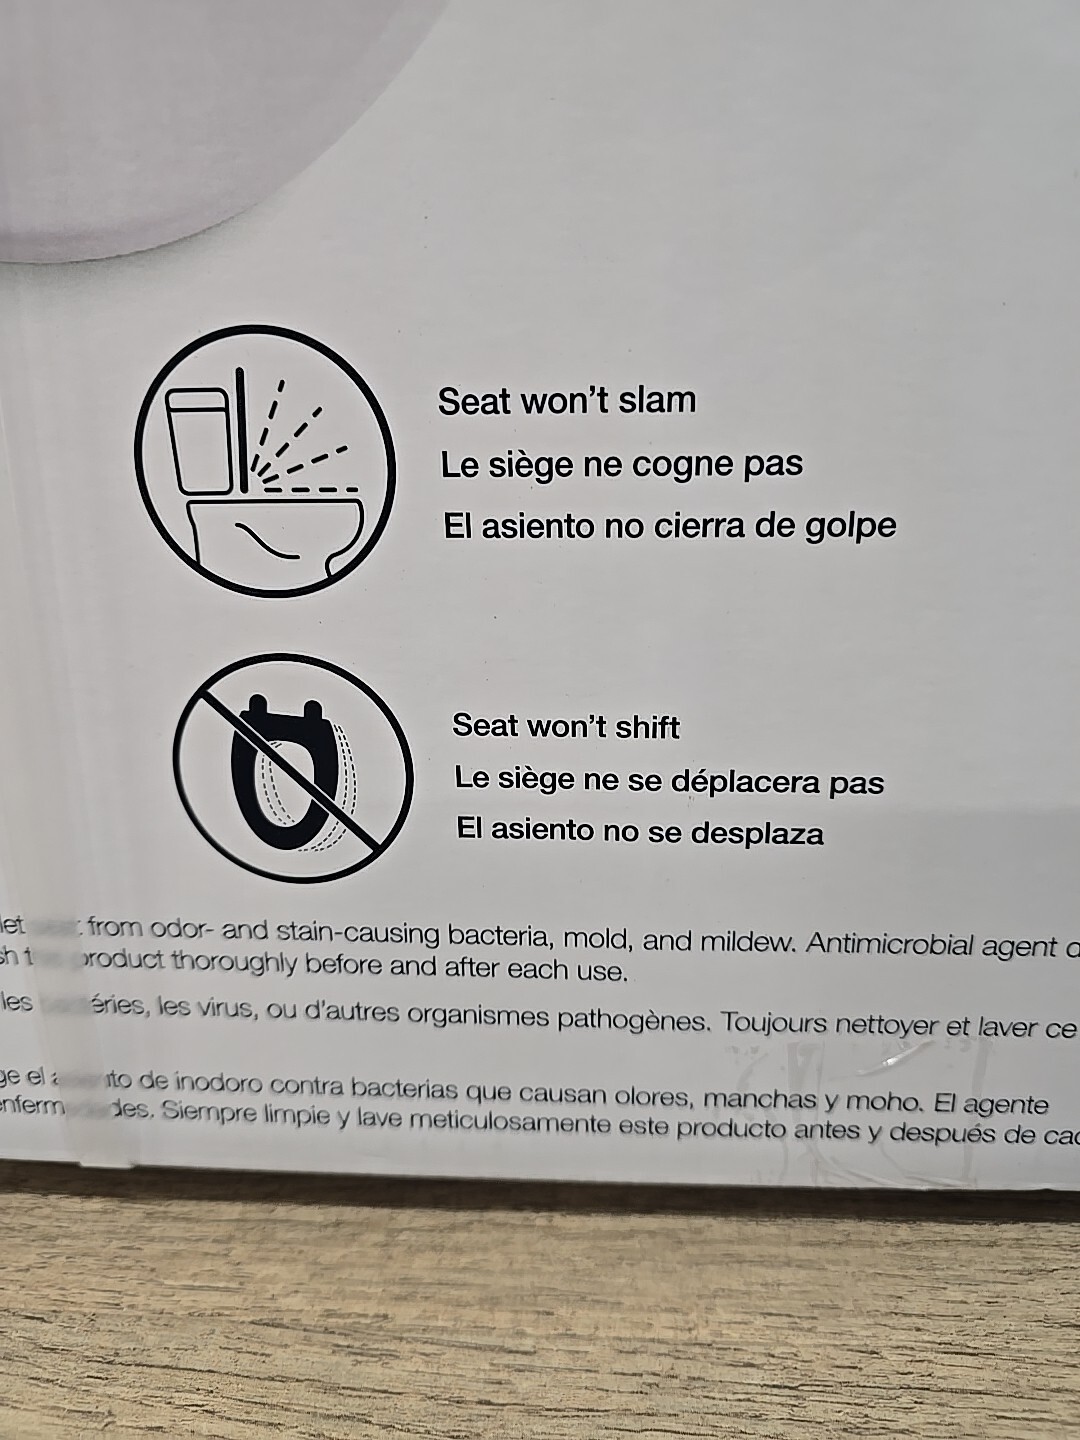 Seat won't slam
Le siège ne cogne pas
El asiento no cierra de golpe
Seat won't shift
Le siège ne se déplacera pas
El asiento no se desplaza
from odor- and stain-causing bacteria, mold, and mildew. Antimicrobial agent
product thoroughly before and after each use.
les les virus, ou d'autres organismes pathogènes. Toujours nettoyer et laver ce
el de inodoro contra bacterias que causan olores, manchas y moho. El agente
Siempre limpie y lave meticulosamente este producto antes y después de